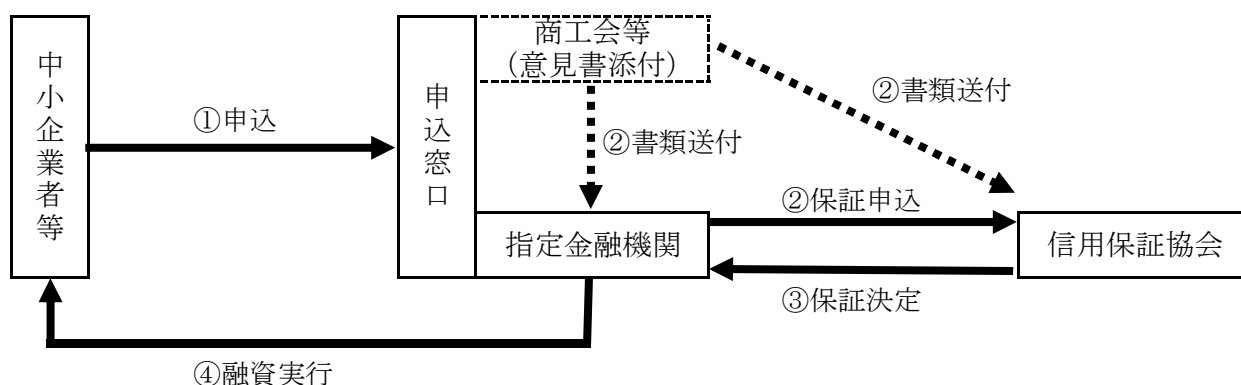 中小企業者等
①申込
申込窓口
商工会等
(意見書添付)
②書類送付
②書類送付
指定金融機関
②保証申込
③保証決定
信用保証協会
④融資実行